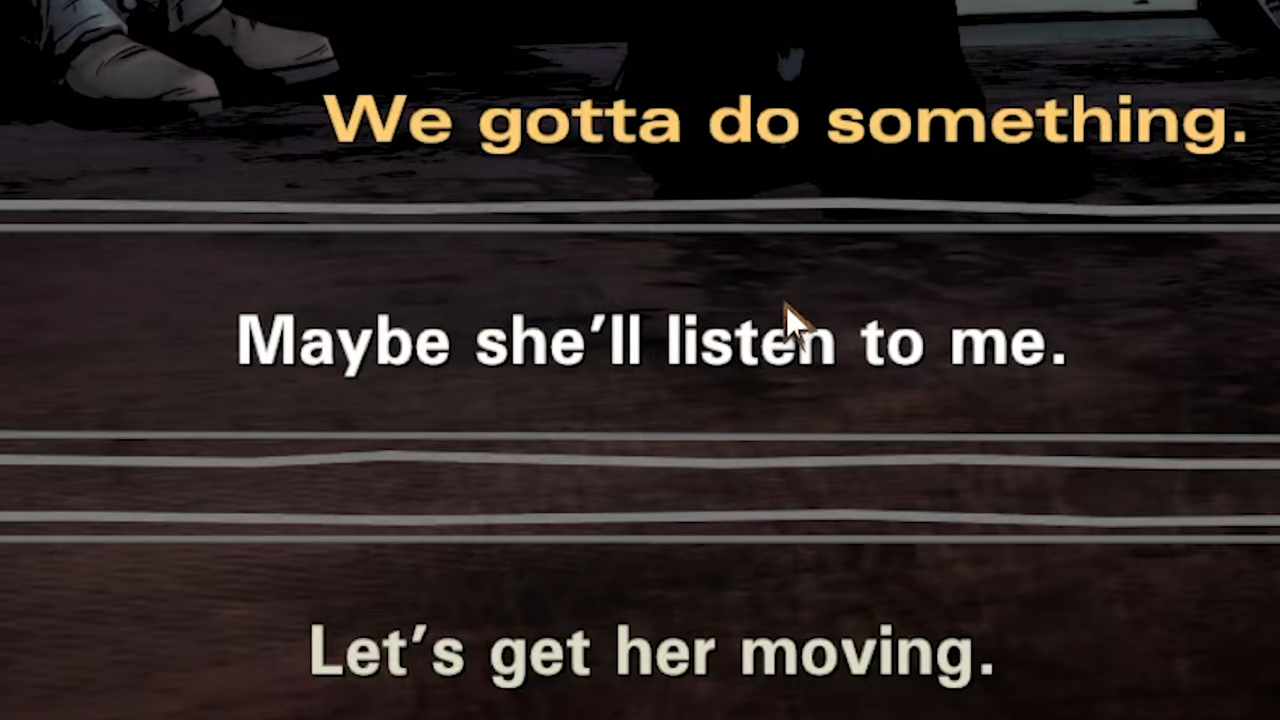 We gotta do something.
Maybe she’ll listen to me.
Let’s get her moving.